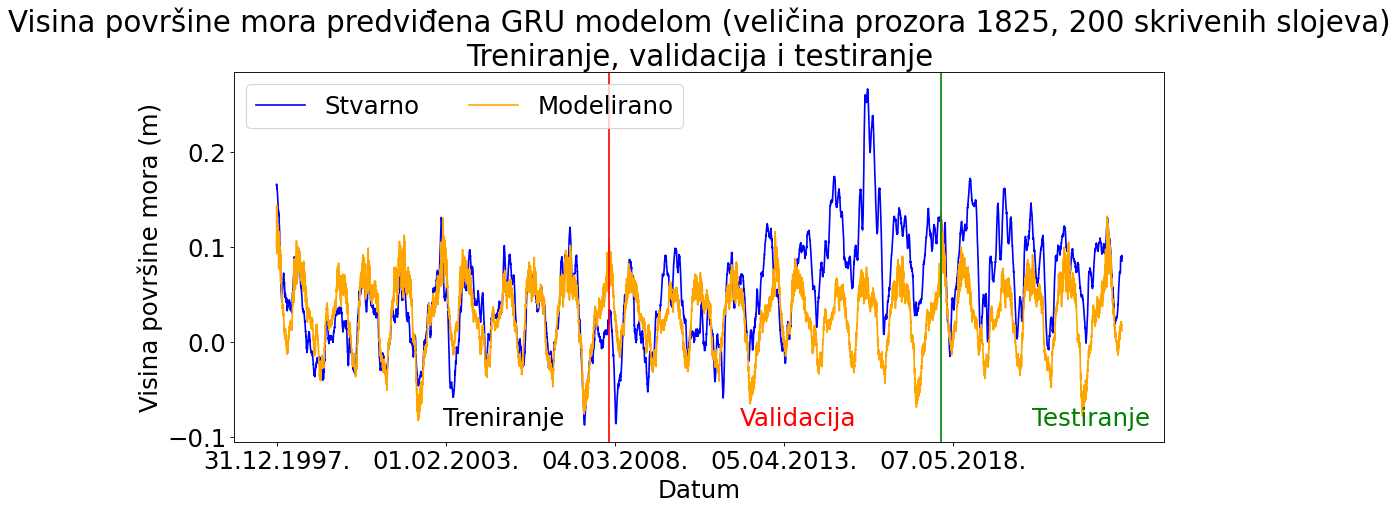 Visina površine mora predviđena GRU modelom (veličina prozora 1825, 200 skrivenih slojeva)
Treniranje, validacija i testiranje
Stvarno
Modelirano
Visina površine mora (m)
0.2
0.1
0.0
−0.1
Treniranje
Validacija
Testiranje
31.12.1997.
01.02.2003.
04.03.2008.
05.04.2013.
07.05.2018.
Datum